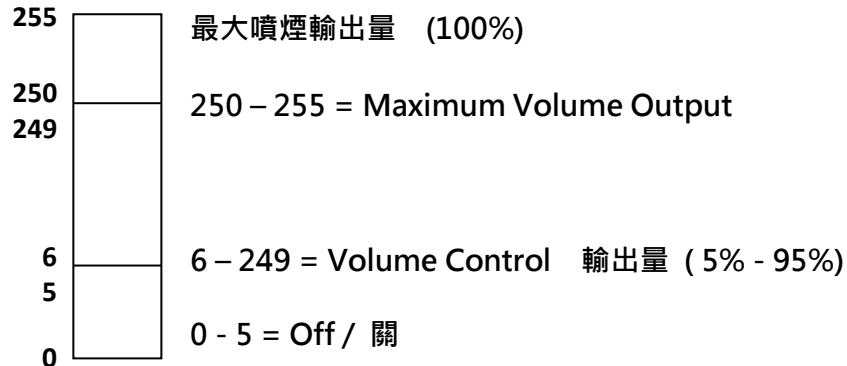 255
最大噴煙輸出量 (100%)
250
250 – 255 = Maximum Volume Output
249
6
6 – 249 = Volume Control 輸出量 ( 5% - 95%)
5
0 - 5 = Off / 關
0